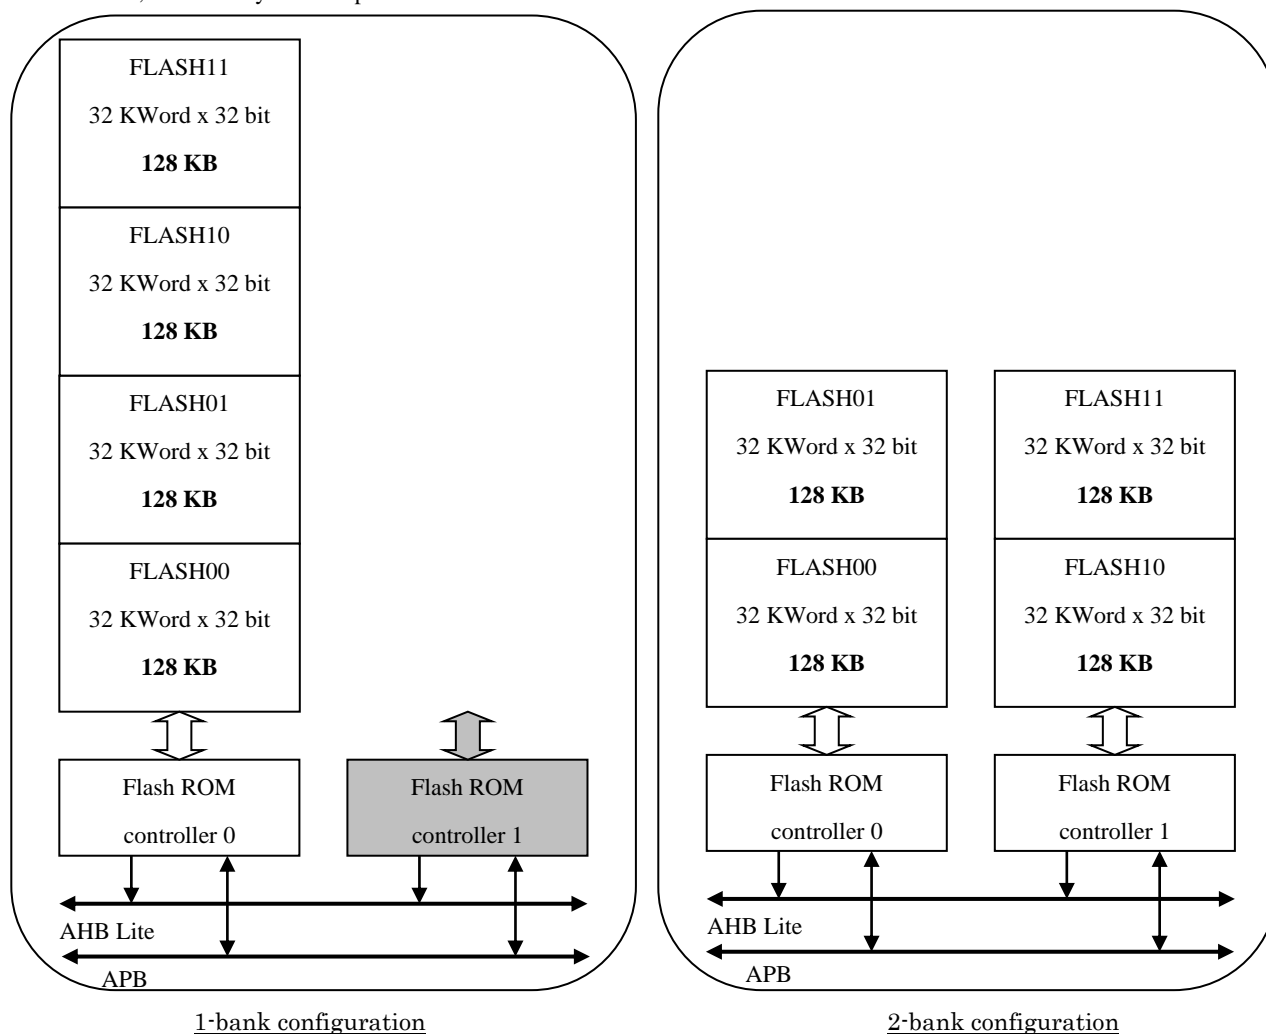 FLASH11
32 KWord x 32 bit
128 KB
FLASH10
32 KWord x 32 bit
128 KB
FLASH01
32 KWord x 32 bit
128 KB
FLASH00
32 KWord x 32 bit
128 KB
Flash ROM
controller 0
Flash ROM
controller 1
AHB Lite
APB
1-bank configuration
FLASH01
32 KWord x 32 bit
128 KB
FLASH11
32 KWord x 32 bit
128 KB
FLASH00
32 KWord x 32 bit
128 KB
FLASH10
32 KWord x 32 bit
128 KB
Flash ROM
controller 0
Flash ROM
controller 1
AHB Lite
APB
2-bank configuration